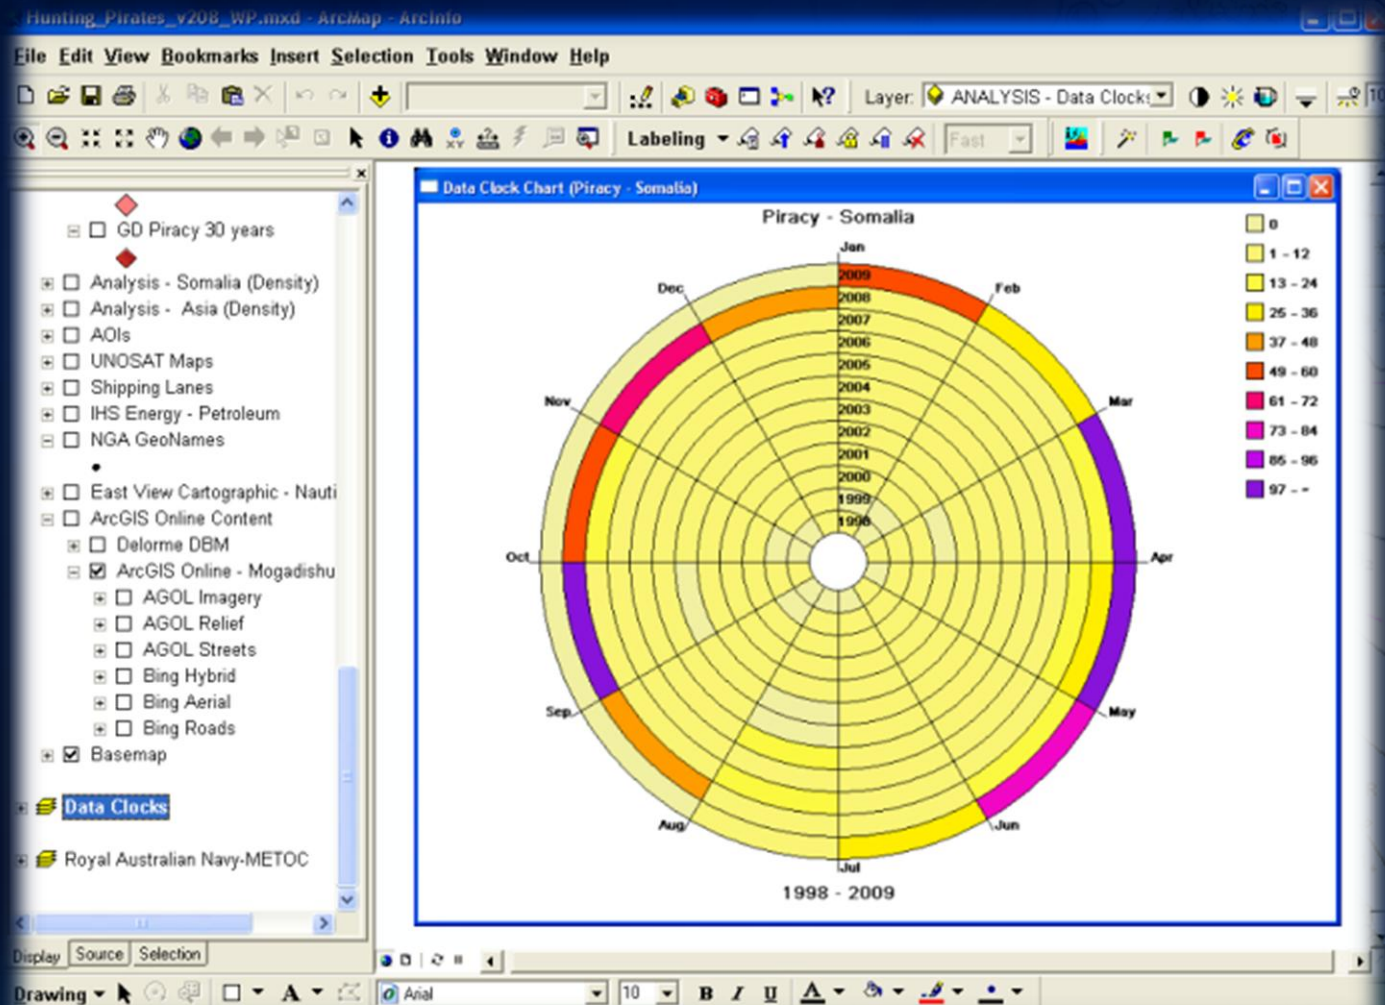 Hunting_Pirates_v208_WP.mxd - ArcMap - ArcInfo
File Edit View Bookmarks Insert Selection Tools Window Help
Layer: ANALYSIS - Data Clocks
Labeling Fast
GD Piracy 30 years
Analysis - Somalia (Density)
Analysis - Asia (Density)
AOIs
UNOSAT Maps
Shipping Lanes
IHS Energy - Petroleum
NGA GeoNames
East View Cartographic - Nauti
ArcGIS Online Content
Delorme DBM
ArcGIS Online - Mogadishu
AGOL Imagery
AGOL Relief
AGOL Streets
Bing Hybrid
Bing Aerial
Bing Roads
Basemap
Data Clocks
Royal Australian Navy-METOC
Display Source Selection
Data Clock Chart (Piracy - Somalia)
Piracy - Somalia
Jan
Feb
Mar
Apr
May
Jun
Jul
Aug
Sep
Oct
Nov
Dec
2009
2008
2007
2006
2005
2004
2003
2002
2001
2000
1999
1998
1998 - 2009
0
1 - 12
13 - 24
25 - 36
37 - 48
49 - 60
61 - 72
73 - 84
85 - 96
97 - ∞
Drawing A Arial 10 B I U A